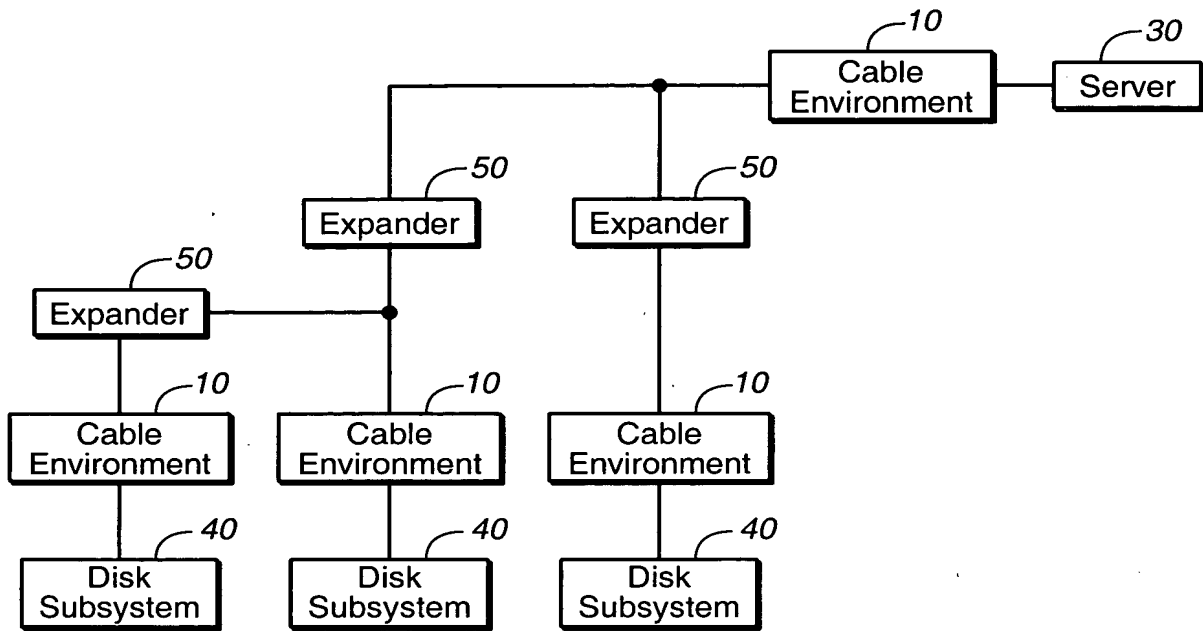 10
30
Cable
Environment
Server
50
50
Expander
Expander
50
Expander
10
10
10
Cable
Environment
Cable
Environment
Cable
Environment
40
40
40
Disk
Subsystem
Disk
Subsystem
Disk
Subsystem